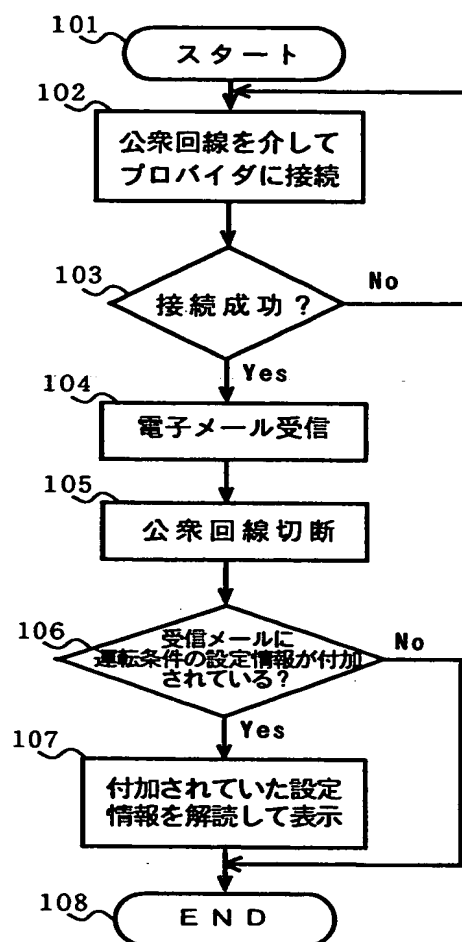 101
スタート
102
公衆回線を介して
プロバイダに接続
103
接続成功？
No
Yes
104
電子メール受信
105
公衆回線切断
106
受信メールに
運転条件の設定情報が付加
されている？
No
Yes
107
付加されていた設定
情報を解読して表示
108
END